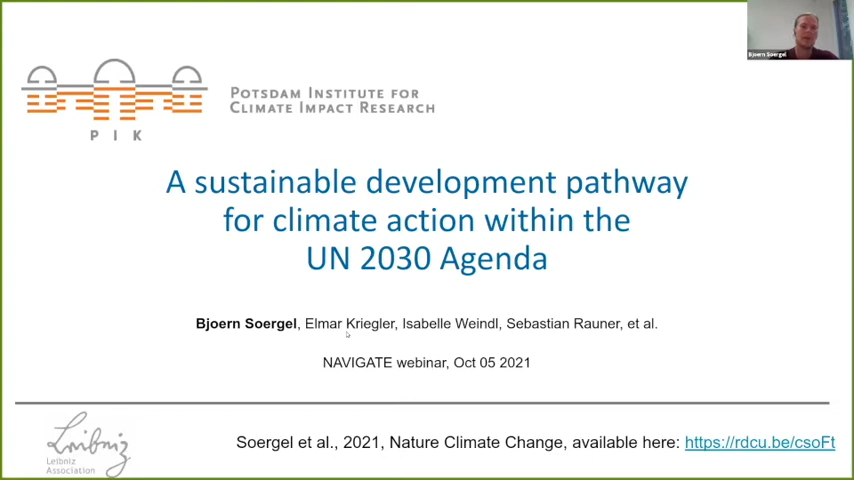 Bjoern Soergel
POTSDAM INSTITUTE FOR
CLIMATE IMPACT RESEARCH
P I K
A sustainable development pathway
for climate action within the
UN 2030 Agenda
Bjoern Soergel, Elmar Kriegler, Isabelle Weindl, Sebastian Rauner, et al.
NAVIGATE webinar, Oct 05 2021
Leibniz
Leibniz
Association
Soergel et al., 2021, Nature Climate Change, available here: https://rdcu.be/csoFt